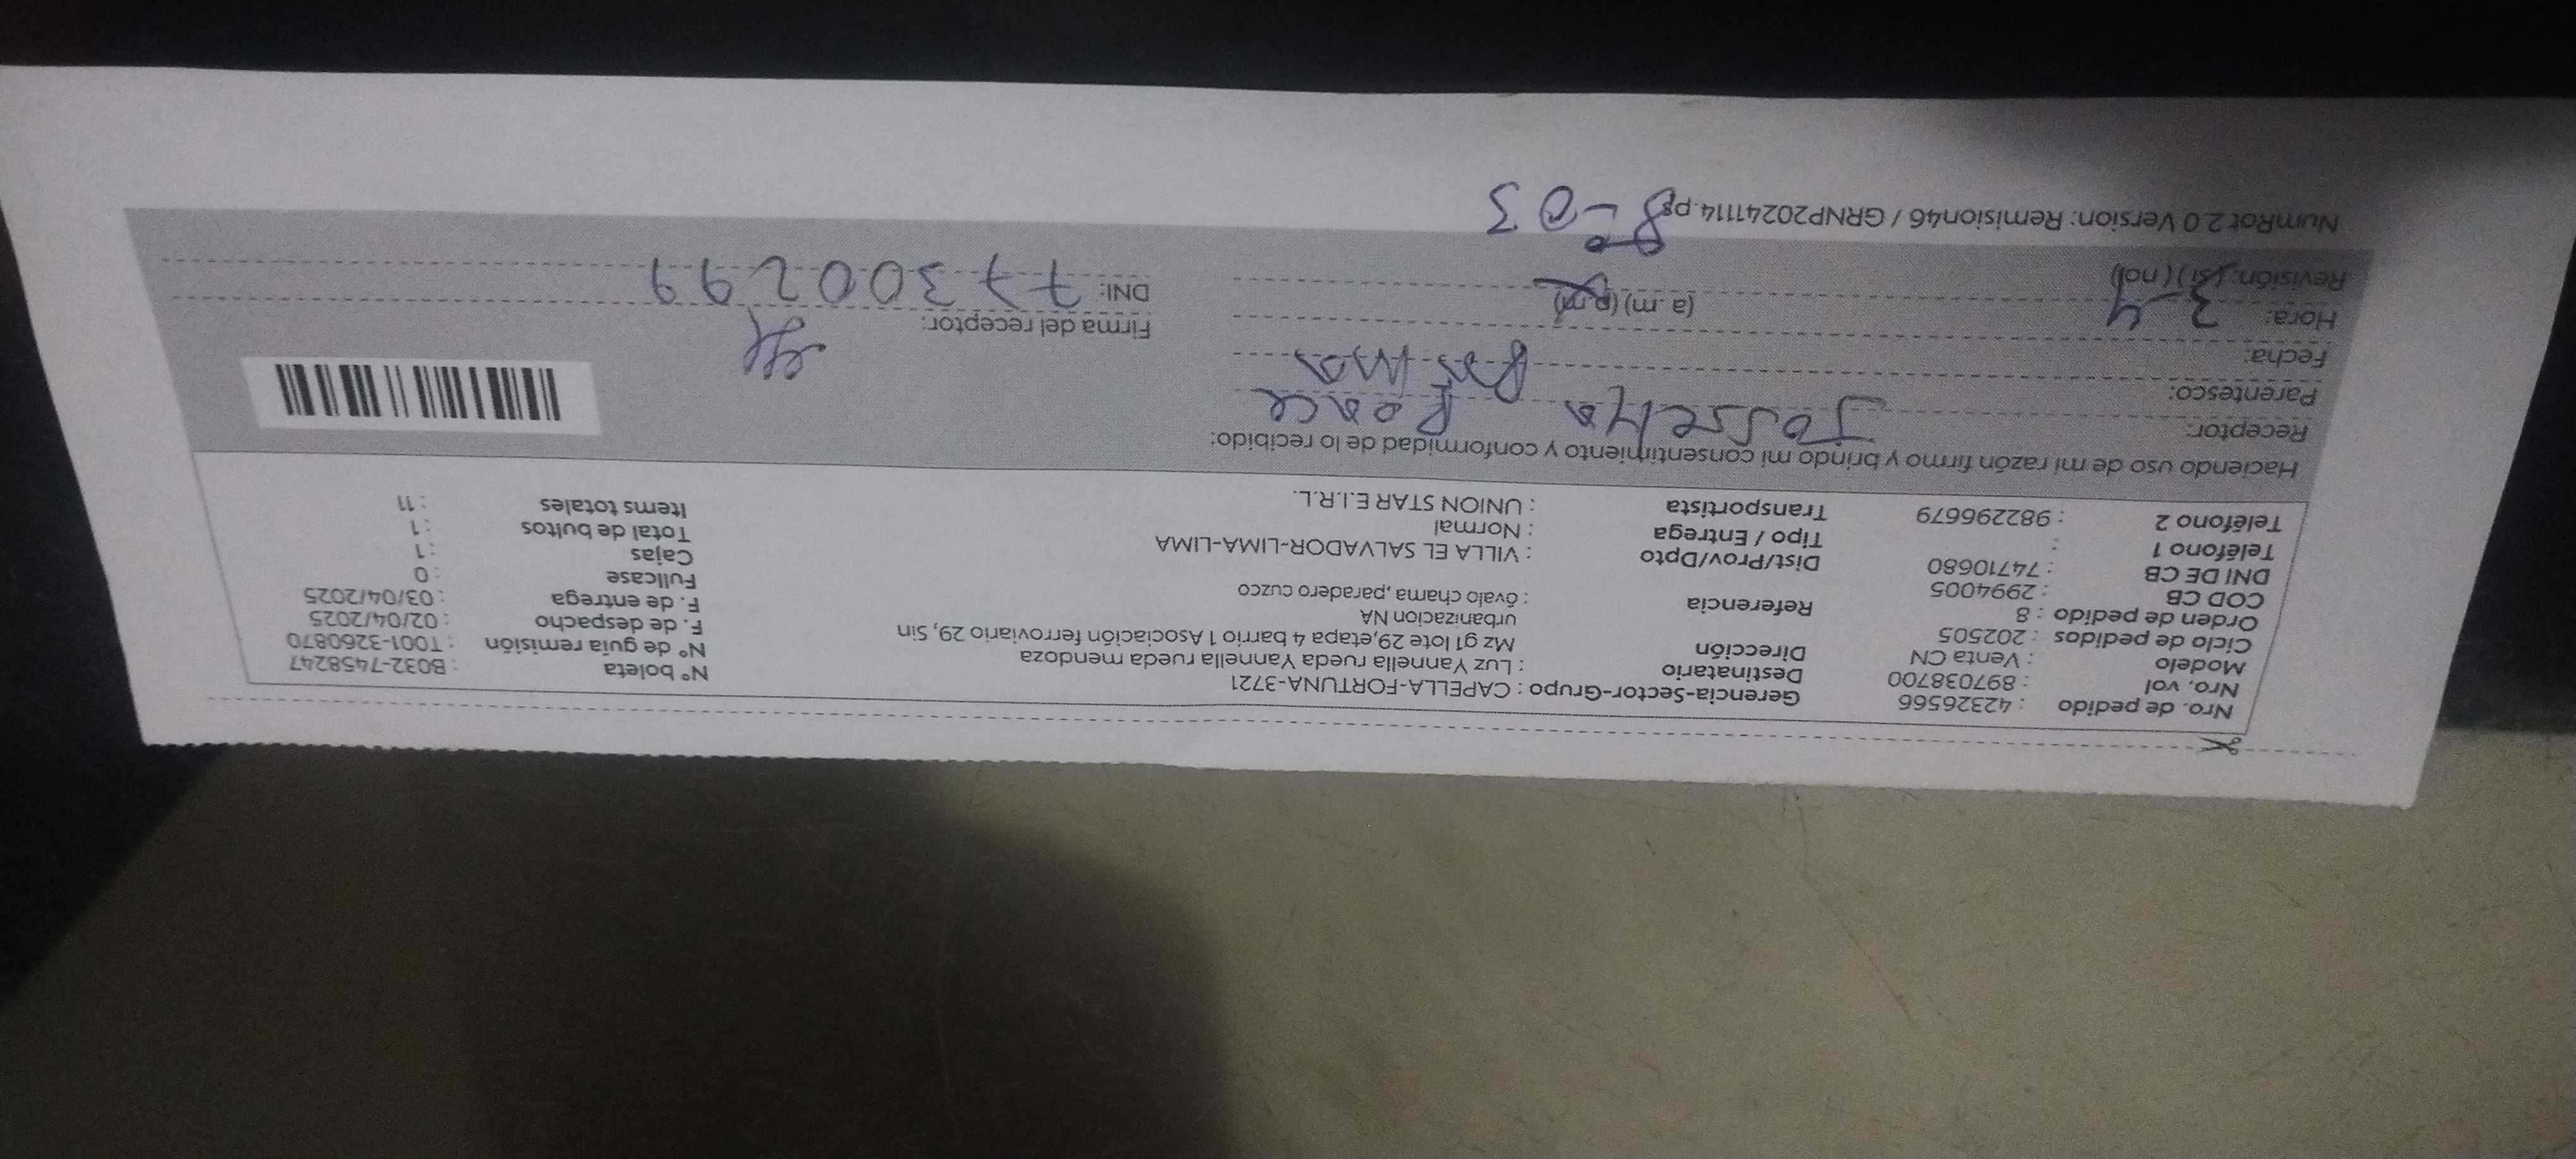 Nro. de pedido : 42326566 Gerencia-Sector-Grupo : CAPELLA-FORTUNA-3721 N° boleta : B032-7458247
Nro. vol : 897038700 Destinatario : Luz Yannella rueda Yannella rueda mendoza N° de guía remisión : T001-3260870
Modelo : Venta CN Dirección Mz g1 lote 29,etapa 4 barrio 1 Asociación ferroviario 29, Sin F. de despacho : 02/04/2025
Ciclo de pedidos : 202505 urbanizacion NA F. de entrega : 03/04/2025
Orden de pedido : 8 Referencia : óvalo chama ,paradero cuzco Fullcase : 0
COD CB : 2994005 Dist/Prov/Dpto : VILLA EL SALVADOR-LIMA-LIMA Cajas : 1
DNI DE CB : 74710680 Tipo / Entrega : Normal Total de bultos : 1
Teléfono 1 : Transportista : UNION STAR E.I.R.L. Items totales : 11
Teléfono 2 : 982296679
Haciendo uso de mi razón firmo y brindo mi consentimiento y conformidad de lo recibido:
Receptor: Ponce
Parentesco:
Fecha: 3-4
Hora: (a.m) (p.m) Firma del receptor:
Revisión: (si) (no) DNI: 77300299
8-03
NumRot 2.0 Version: Remision46 / GRNP20241114.ps